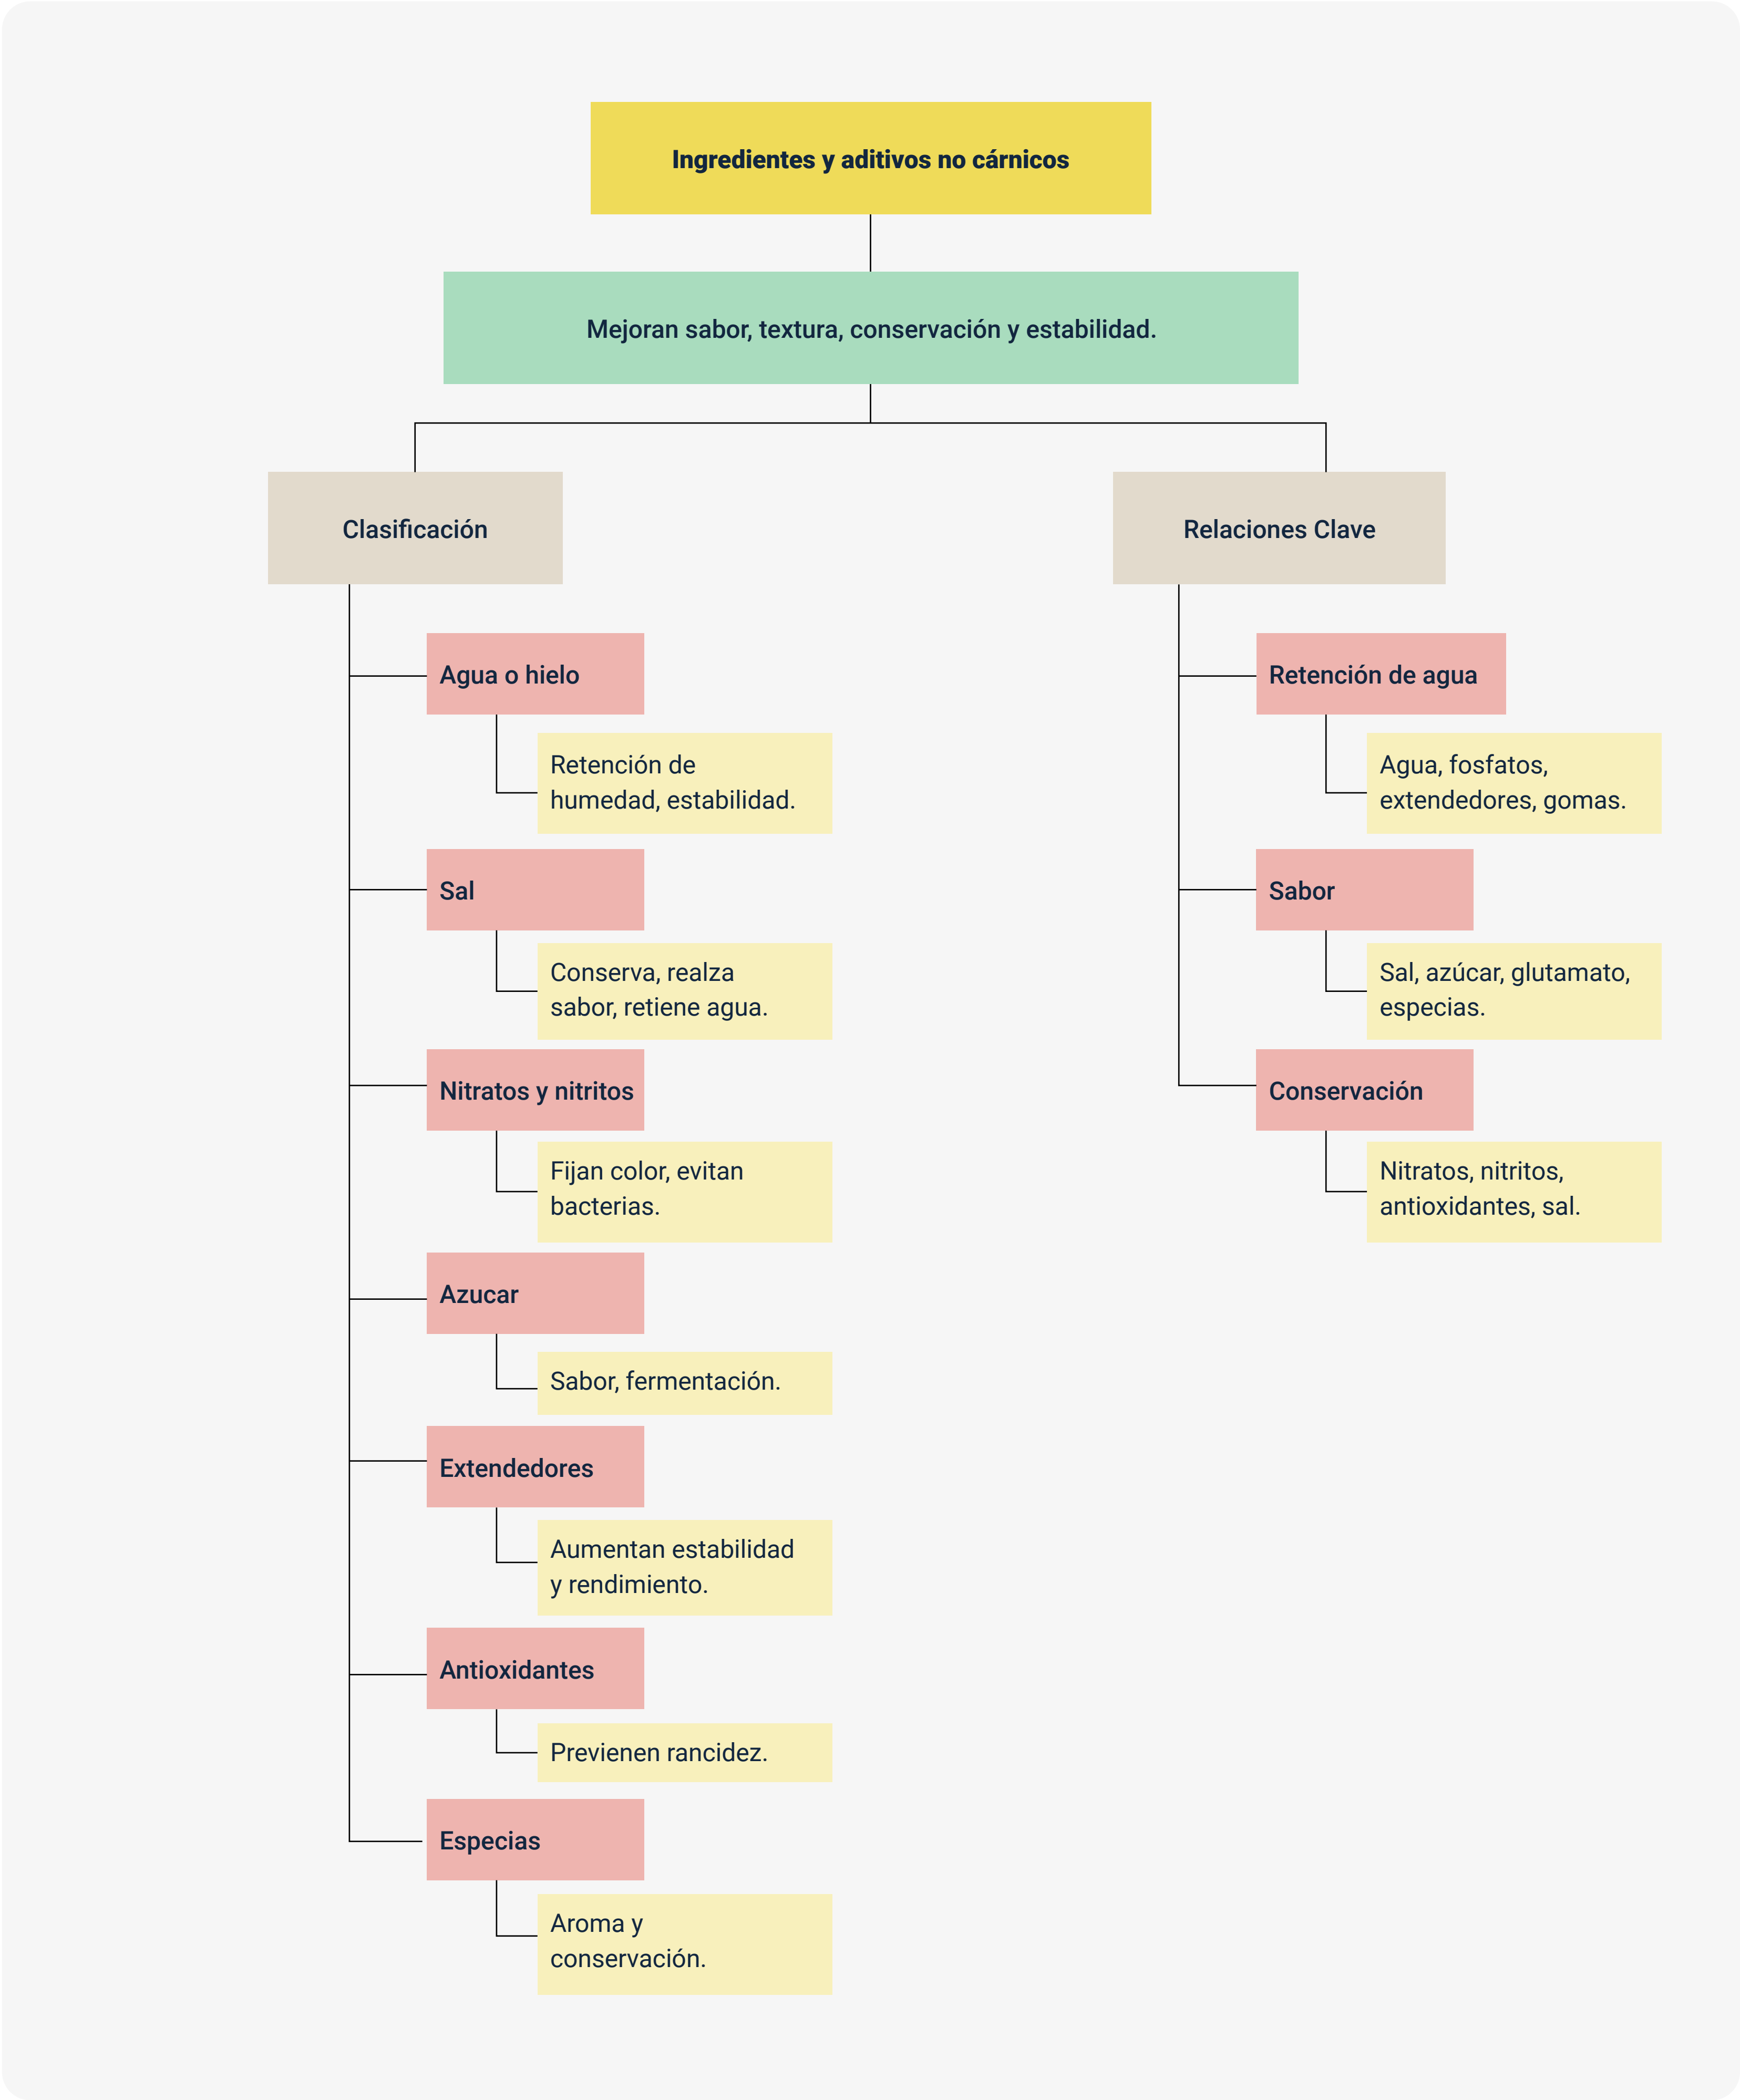 Ingredientes y aditivos no cárnicos
Mejoran sabor, textura, conservación y estabilidad.
Clasificación
Agua o hielo
Retención de
humedad, estabilidad.
Sal
Conserva, realza
sabor, retiene agua.
Nitratos y nitritos
Fijan color, evitan
bacterias.
Azucar
Sabor, fermentación.
Extendedores
Aumentan estabilidad
y rendimiento.
Antioxidantes
Previenen rancidez.
Especias
Aroma y
conservación.
Relaciones Clave
Retención de agua
Agua, fosfatos,
extendedores, gomas.
Sabor
Sal, azúcar, glutamato,
especias.
Conservación
Nitratos, nitritos,
antioxidantes, sal.